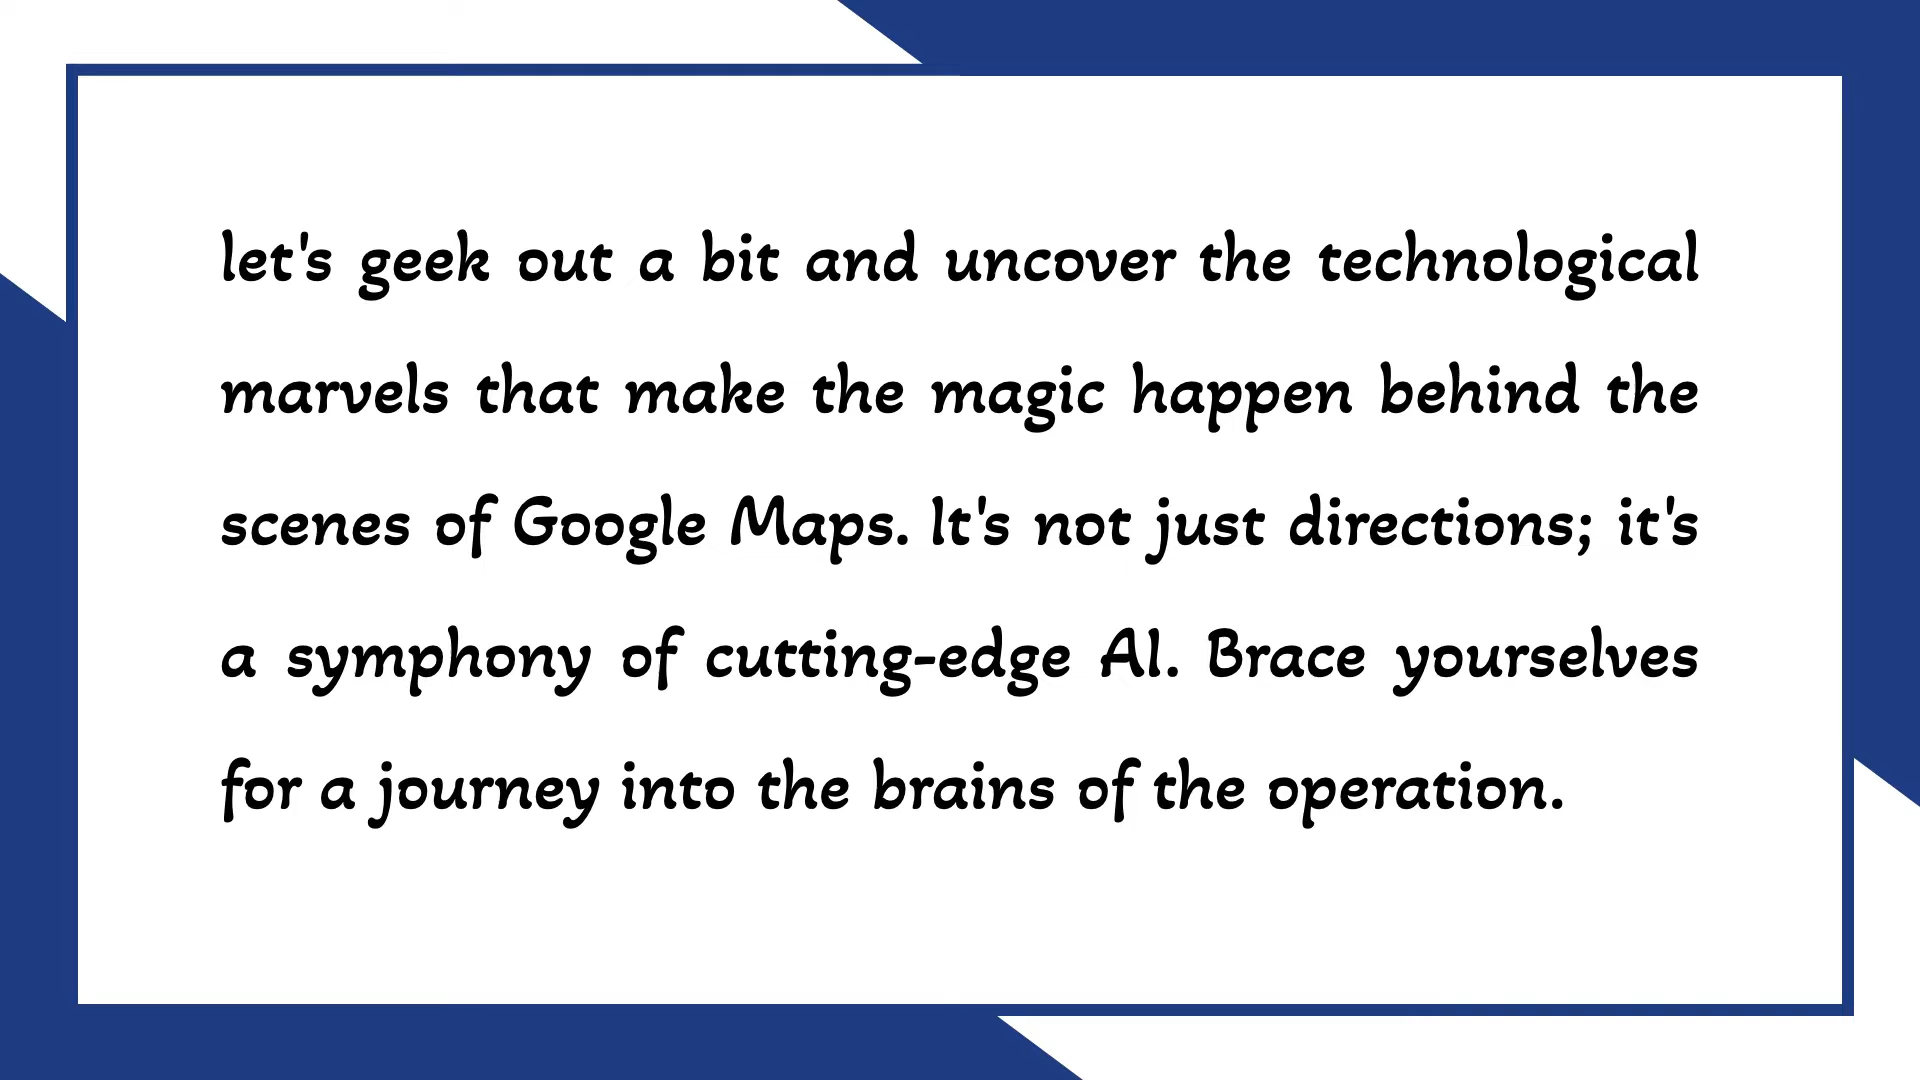 let's geek out a bit and uncover the technological
marvels that make the magic happen behind the
scenes of Google Maps. It's not just directions; it's
a symphony of cutting-edge AI. Brace yourselves
for a journey into the brains of the operation.